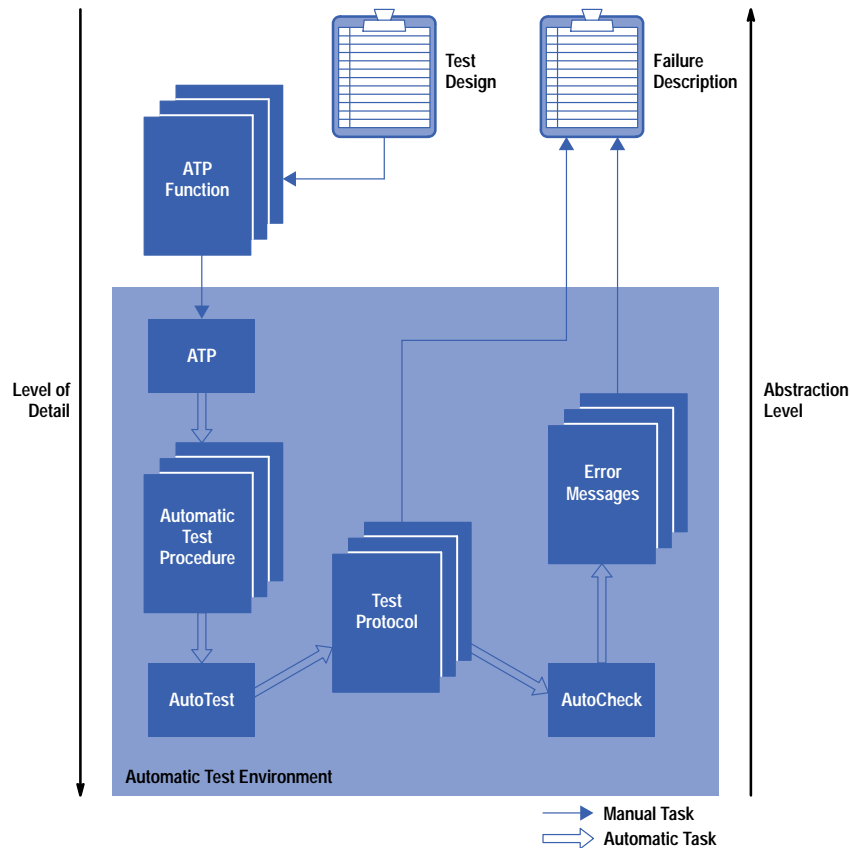 Test
Design
Failure
Description
ATP
Function
ATP
Level of
Detail
Abstraction
Level
Error
Messages
Automatic
Test
Procedure
Test
Protocol
AutoTest
AutoCheck
Automatic Test Environment
Manual Task
Automatic Task